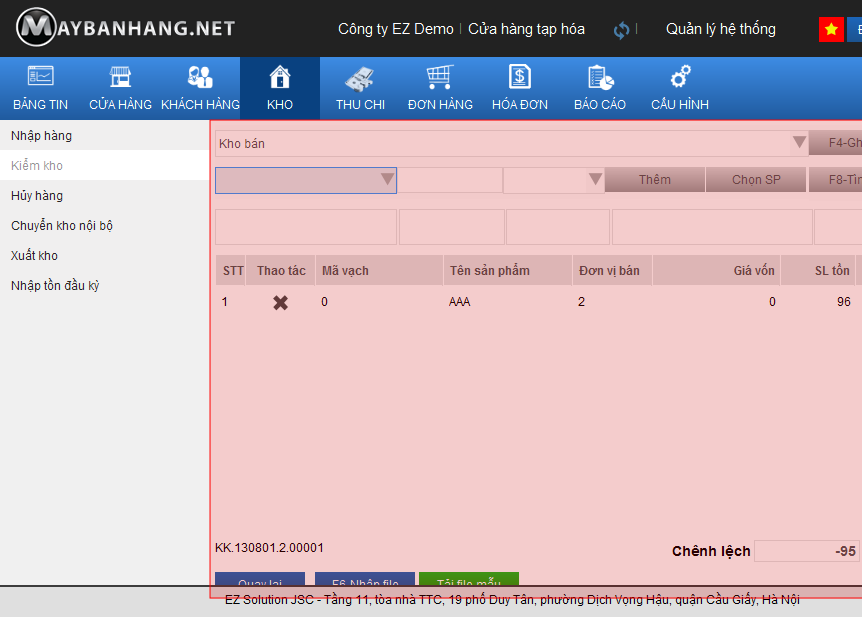 MAYBANHANG.NET
Công ty EZ Demo | Cửa hàng tạp hóa | Quản lý hệ thống
BẢNG TIN CỬA HÀNG KHÁCH HÀNG KHO THU CHI ĐƠN HÀNG HÓA ĐƠN BÁO CÁO CẤU HÌNH
Nhập hàng
Kiểm kho
Hủy hàng
Chuyển kho nội bộ
Xuất kho
Nhập tồn đầu kỷ
Kho bán F4-Gh
Thêm Chọn SP F8-Tìn
STT Thao tác Mã vạch Tên sản phẩm Đơn vị bán Giá vốn SL tồn
1 0 AAA 2 0 96
KK.130801.2.00001
Chênh lệch -95
Quay lại F6-Nhập file Tải file mẫu
EZ Solution JSC - Tầng 11, tòa nhà TTC, 19 phố Duy Tân, phường Dịch Vọng Hậu, quận Cầu Giấy, Hà Nội